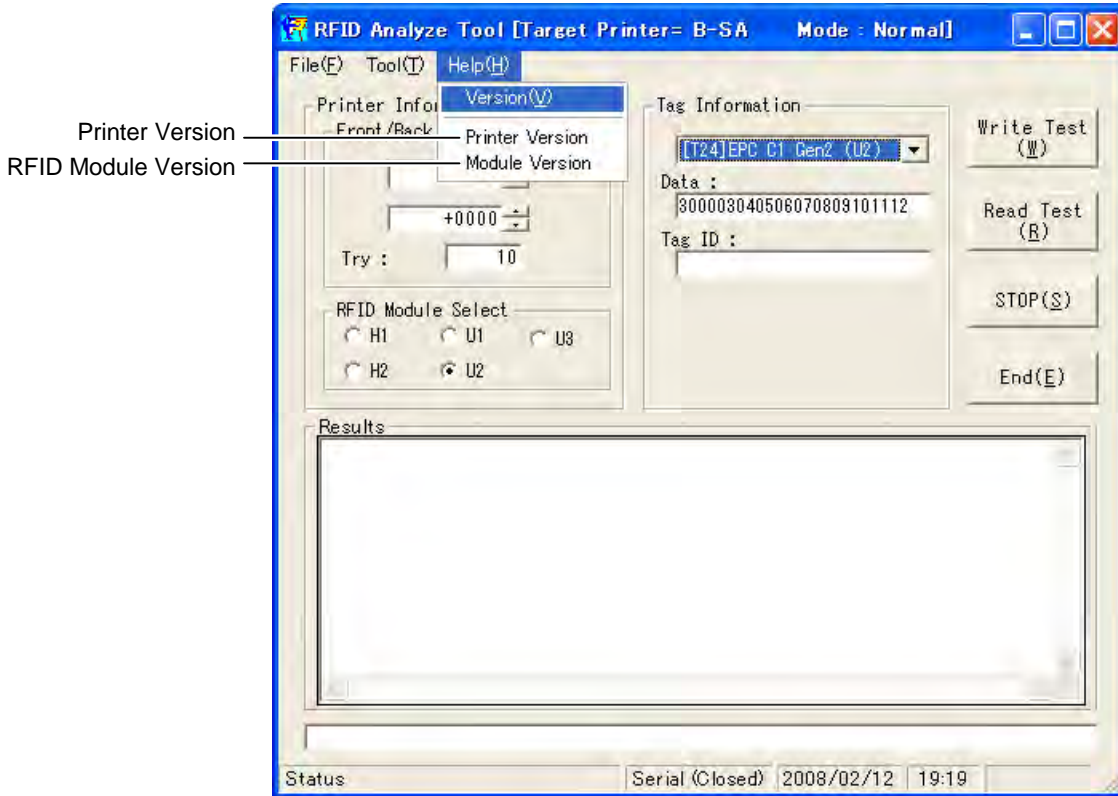 RFID Analyze Tool [Target Printer= B-SA Mode : Normal]
File(F) Tool(T) Help(H)
Version(V)
Printer Version
Module Version
Printer Version
RFID Module Version
Printer Infor
Front/Back
+0000
Try : 10
RFID Module Select
H1 U1 U3
H2 U2
Tag Information
[T24]EPC C1 Gen2 (U2)
Data :
300003040506070809101112
Tag ID :
Write Test
(W)
Read Test
(R)
STOP(S)
End(E)
Results
Status Serial (Closed) 2008/02/12 19:19